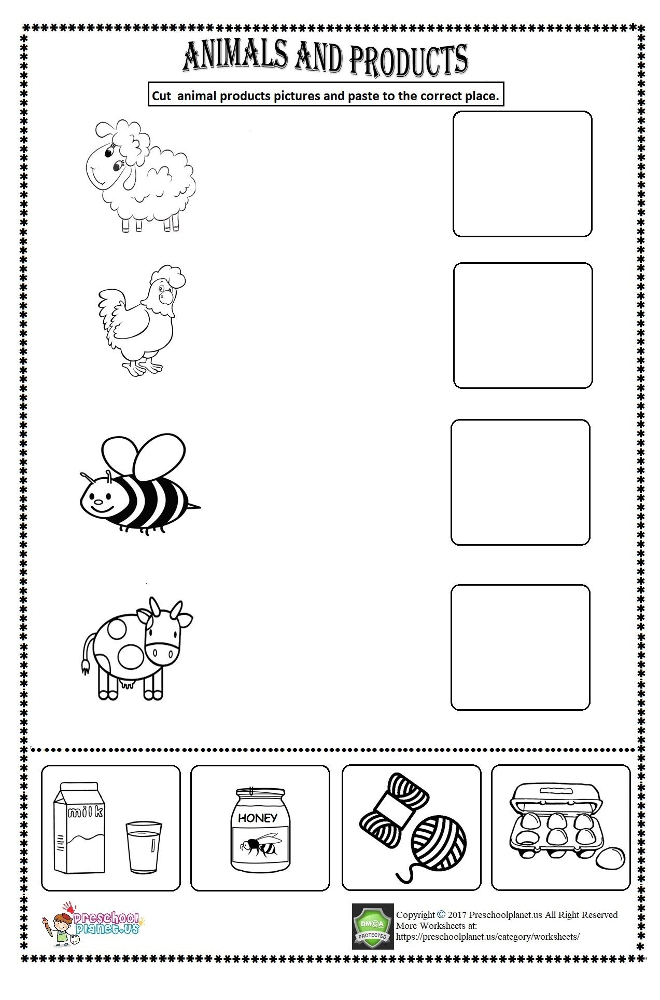 ANIMALS AND PRODUCTS
Cut animal products pictures and paste to the correct place.
milk
HONEY
Preschool
Planet.us
DMCA
PROTECTED
Copyright © 2017 Preschoolplanet.us All Right Reserved
More Worksheets at:
https://preschoolplanet.us/category/worksheets/